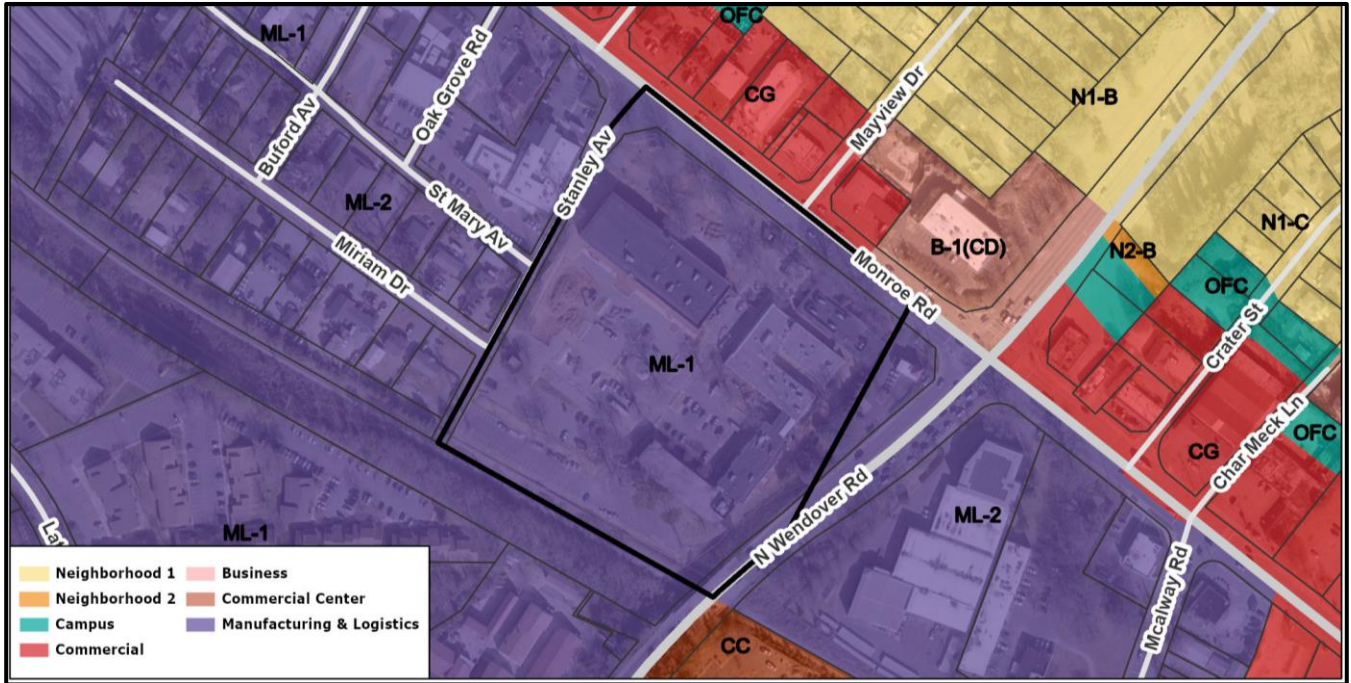 ML-1
OFC
Oak Grove Rd
CG
Mayview Dr
N1-B
Buford Av
Stanley Av
ML-2
St Mary Av
Miriam Dr
B-1(CD)
N2-B
N1-C
OFC
Monroe Rd
Crater St
ML-1
Char Meck Ln
OFC
CG
N Wendover Rd
ML-2
ML-1
Mcalway Rd
CC
Neighborhood 1
Neighborhood 2
Campus
Commercial
Business
Commercial Center
Manufacturing & Logistics